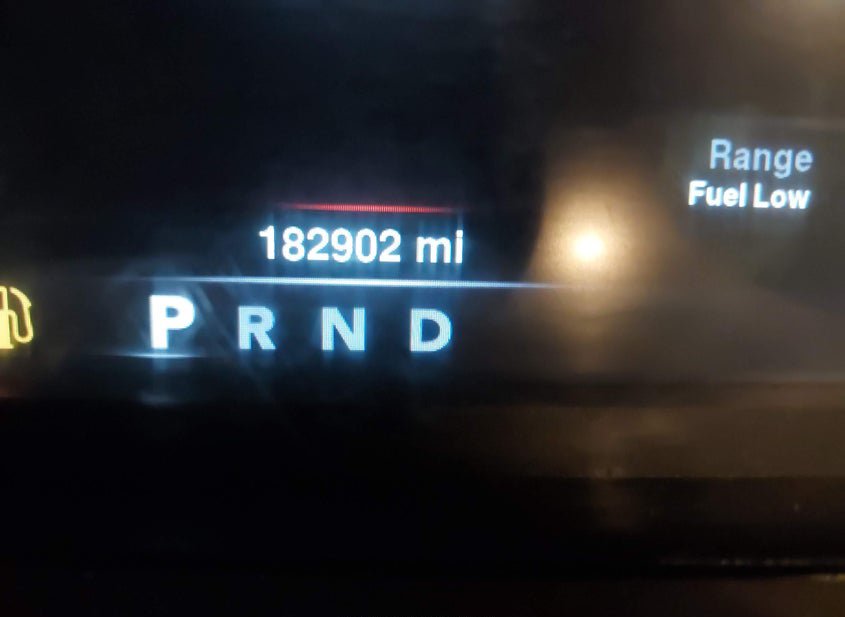 Range
Fuel Low
182902 mi
P R N D